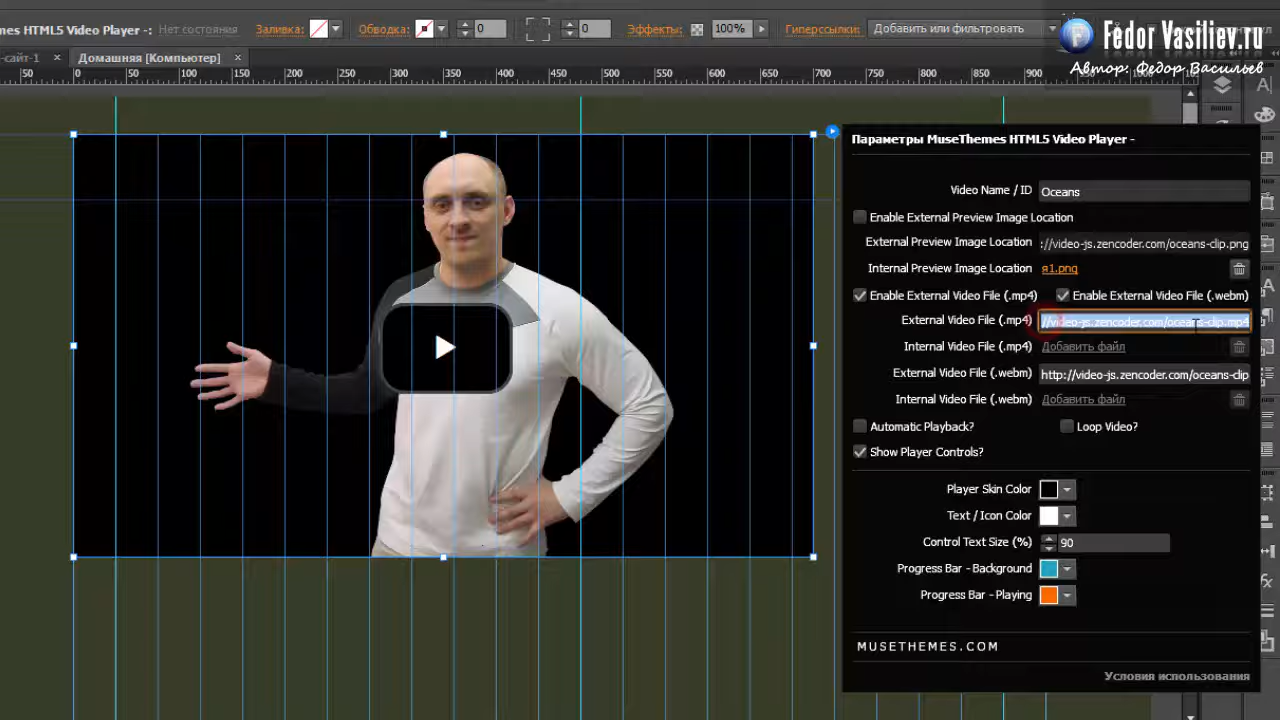 mes HTML5 Video Player -: Нет состояния Заливка: Обводка: 0 0 Эффекты: 100% Гиперссылки: Добавить или фильтровать
Fedor Vasiliev.ru
Автор: Федор Васильев
-сайт-1 × Домашняя [Компьютер] ×
50 0 50 100 150 200 250 300 350 400 450 500 550 600 650 700 750 800 850 900
Параметры MuseThemes HTML5 Video Player -
Video Name / ID Oceans
Enable External Preview Image Location
External Preview Image Location ://video-js.zencoder.com/oceans-clip.png
Internal Preview Image Location я1.png
Enable External Video File (.mp4) Enable External Video File (.webm)
External Video File (.mp4) //video-js.zencoder.com/oceans-clip.mp4
Internal Video File (.mp4) Добавить файл
External Video File (.webm) http://video-js.zencoder.com/oceans-clip
Internal Video File (.webm) Добавить файл
Automatic Playback? Loop Video?
Show Player Controls?
Player Skin Color
Text / Icon Color
Control Text Size (%) 90
Progress Bar - Background
Progress Bar - Playing
MUSETHEMES.COM
Условия использования